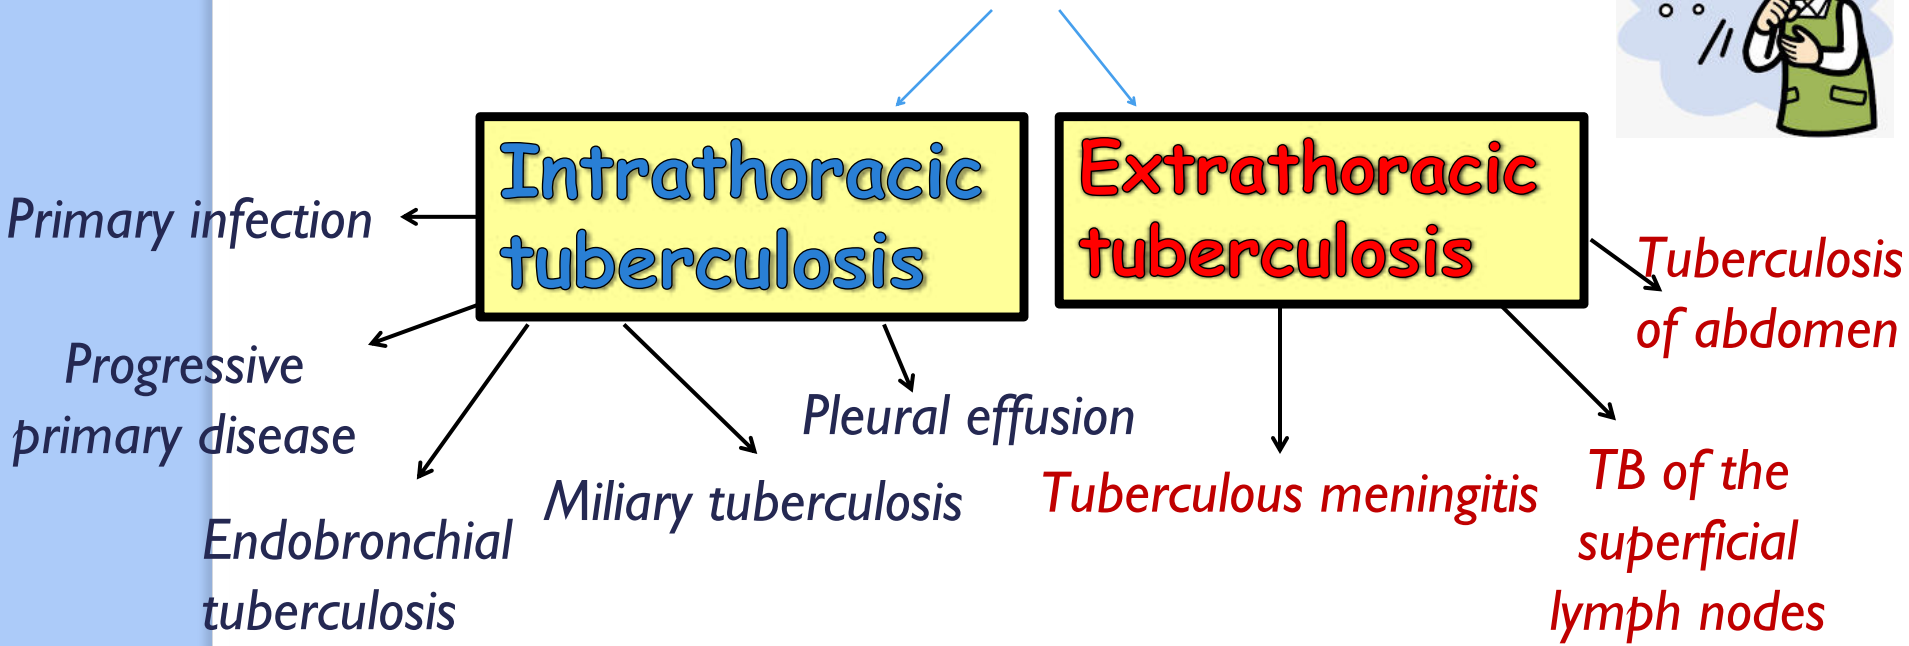 Intrathoracic
tuberculosis
Extrathoracic
tuberculosis
Primary infection
Progressive
primary disease
Endobronchial
tuberculosis
Miliary tuberculosis
Pleural effusion
Tuberculous meningitis
TB of the
superficial
lymph nodes
Tuberculosis
of abdomen